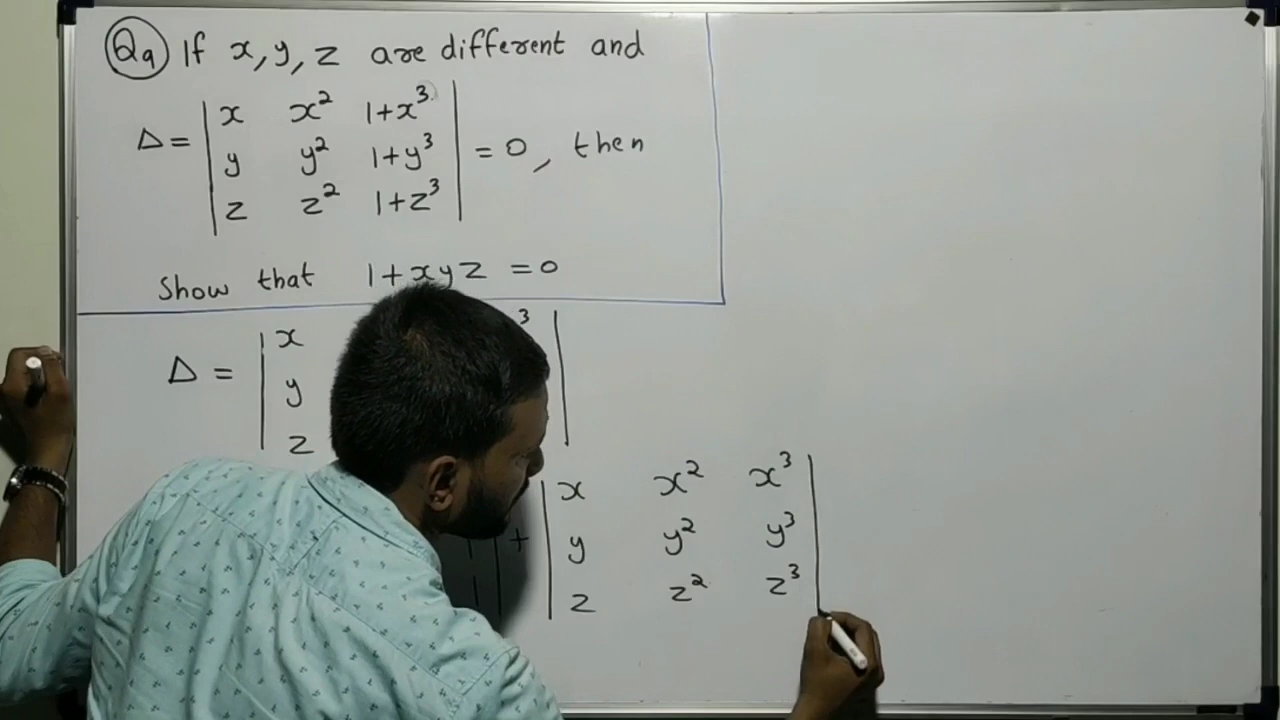 Q9 If x, y, z are different and
Δ = | x x² 1+x³ |
| y y² 1+y³ | = 0, then
| z z² 1+z³ |
Show that 1+xyz = 0
| x 3 |
Δ = | y |
| z |
| x x² x³ |
1 | + | y y² y³ |
| z z² z³ |